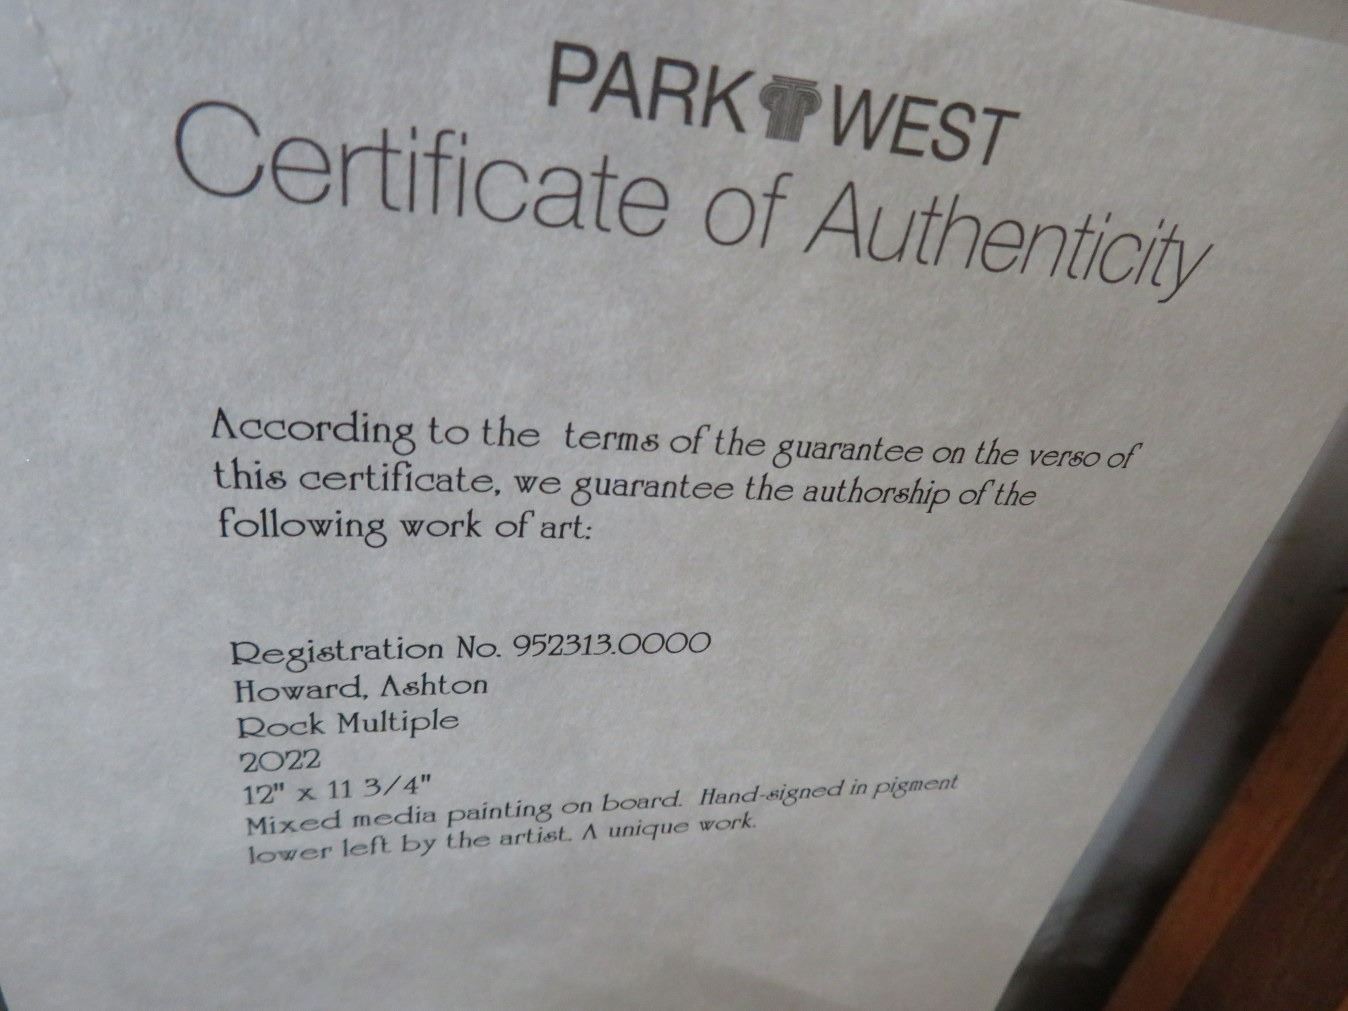 PARK WEST
Certificate of Authenticity
According to the terms of the guarantee on the verso of
this certificate, we guarantee the authorship of the
following work of art:
Registration No. 952313.0000
Howard, Ashton
Rock Multiple
2022
12" x 11 3/4"
Mixed media painting on board. Hand-signed in pigment
lower left by the artist. A unique work.